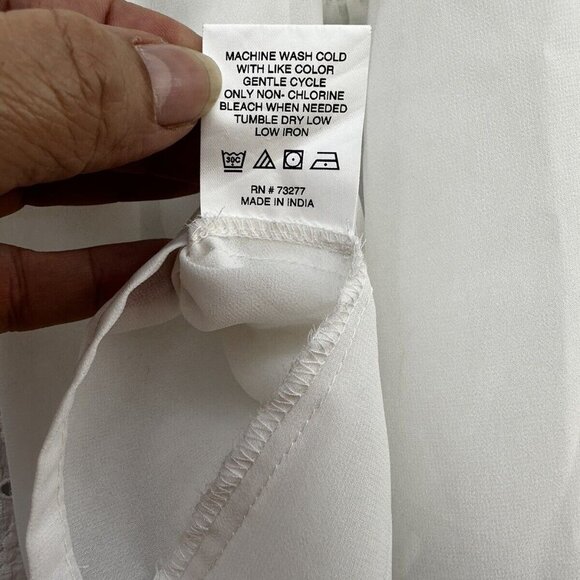 MACHINE WASH COLD
WITH LIKE COLOR
GENTLE CYCLE
ONLY NON- CHLORINE
BLEACH WHEN NEEDED
TUMBLE DRY LOW
LOW IRON
30C
RN # 73277
MADE IN INDIA